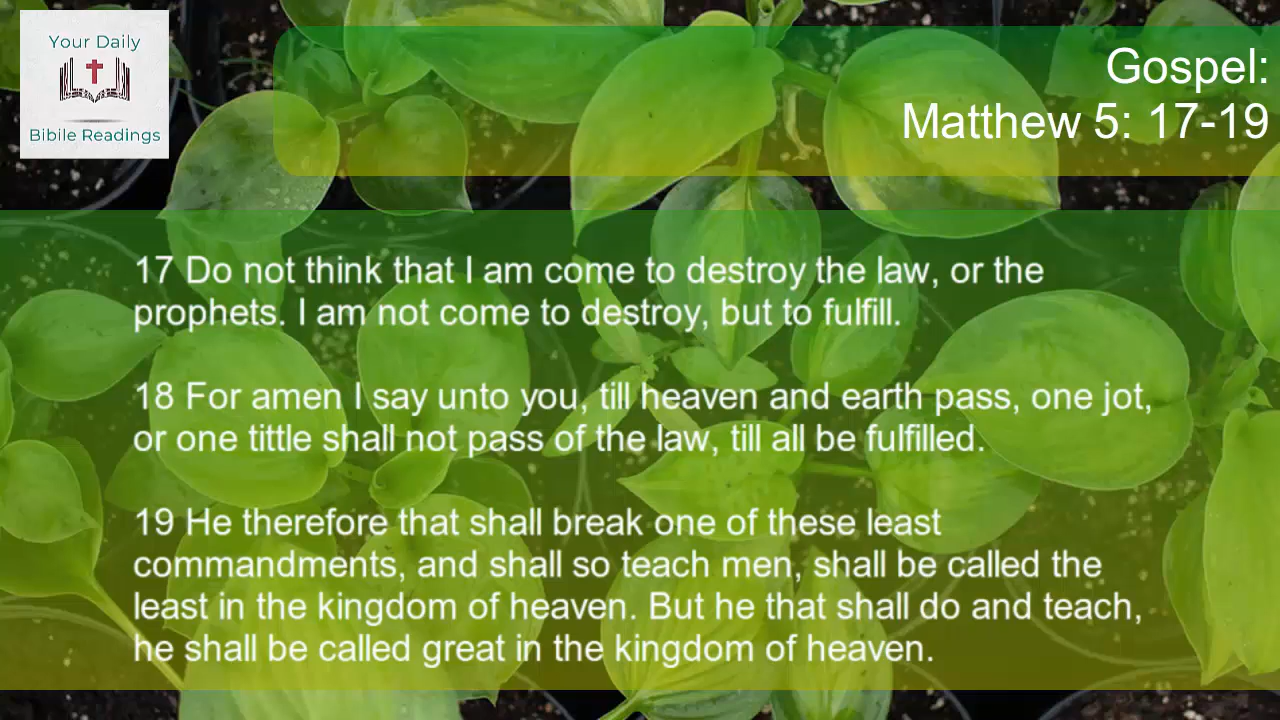 Your Daily
Bibile Readings
Gospel:
Matthew 5: 17-19
17 Do not think that I am come to destroy the law, or the
prophets. I am not come to destroy, but to fulfill.
18 For amen I say unto you, till heaven and earth pass, one jot,
or one tittle shall not pass of the law, till all be fulfilled.
19 He therefore that shall break one of these least
commandments, and shall so teach men, shall be called the
least in the kingdom of heaven. But he that shall do and teach,
he shall be called great in the kingdom of heaven.